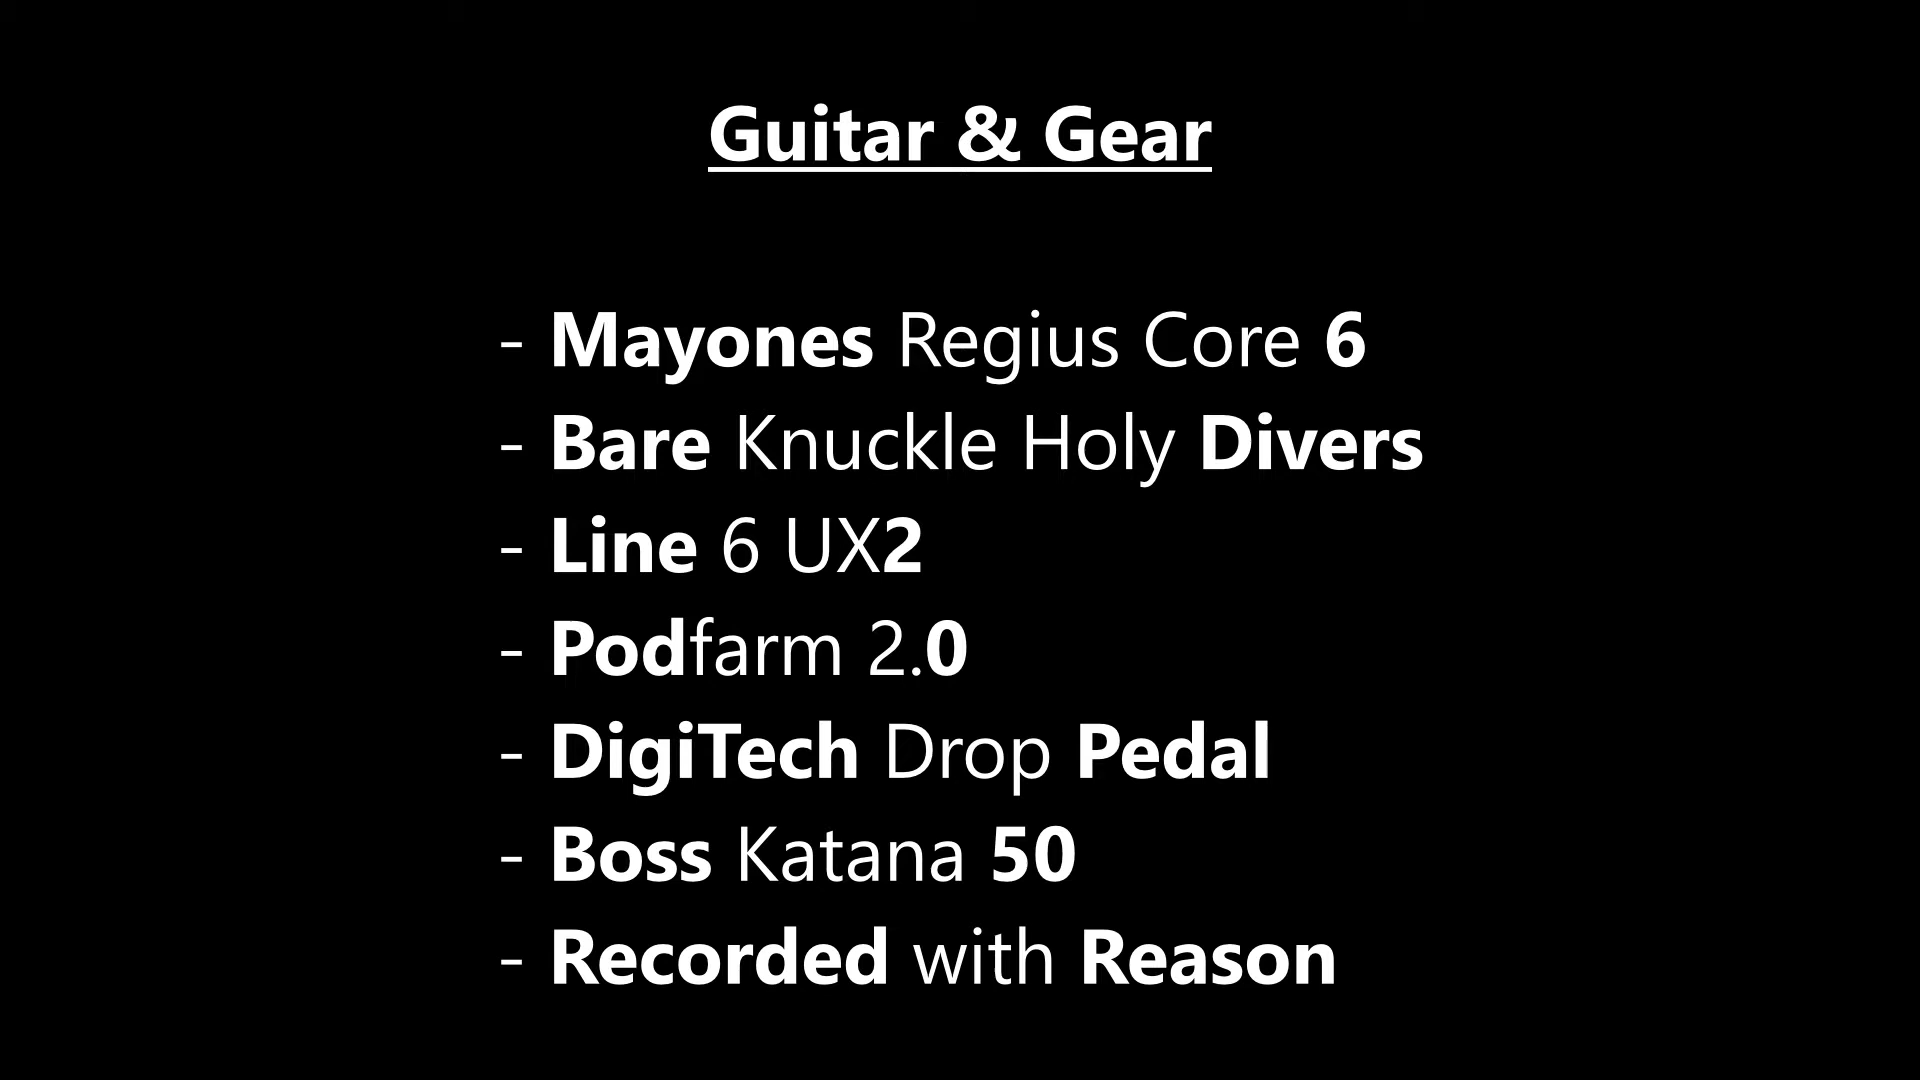 Guitar & Gear
- Mayones Regius Core 6
- Bare Knuckle Holy Divers
- Line 6 UX2
- Podfarm 2.0
- DigiTech Drop Pedal
- Boss Katana 50
- Recorded with Reason